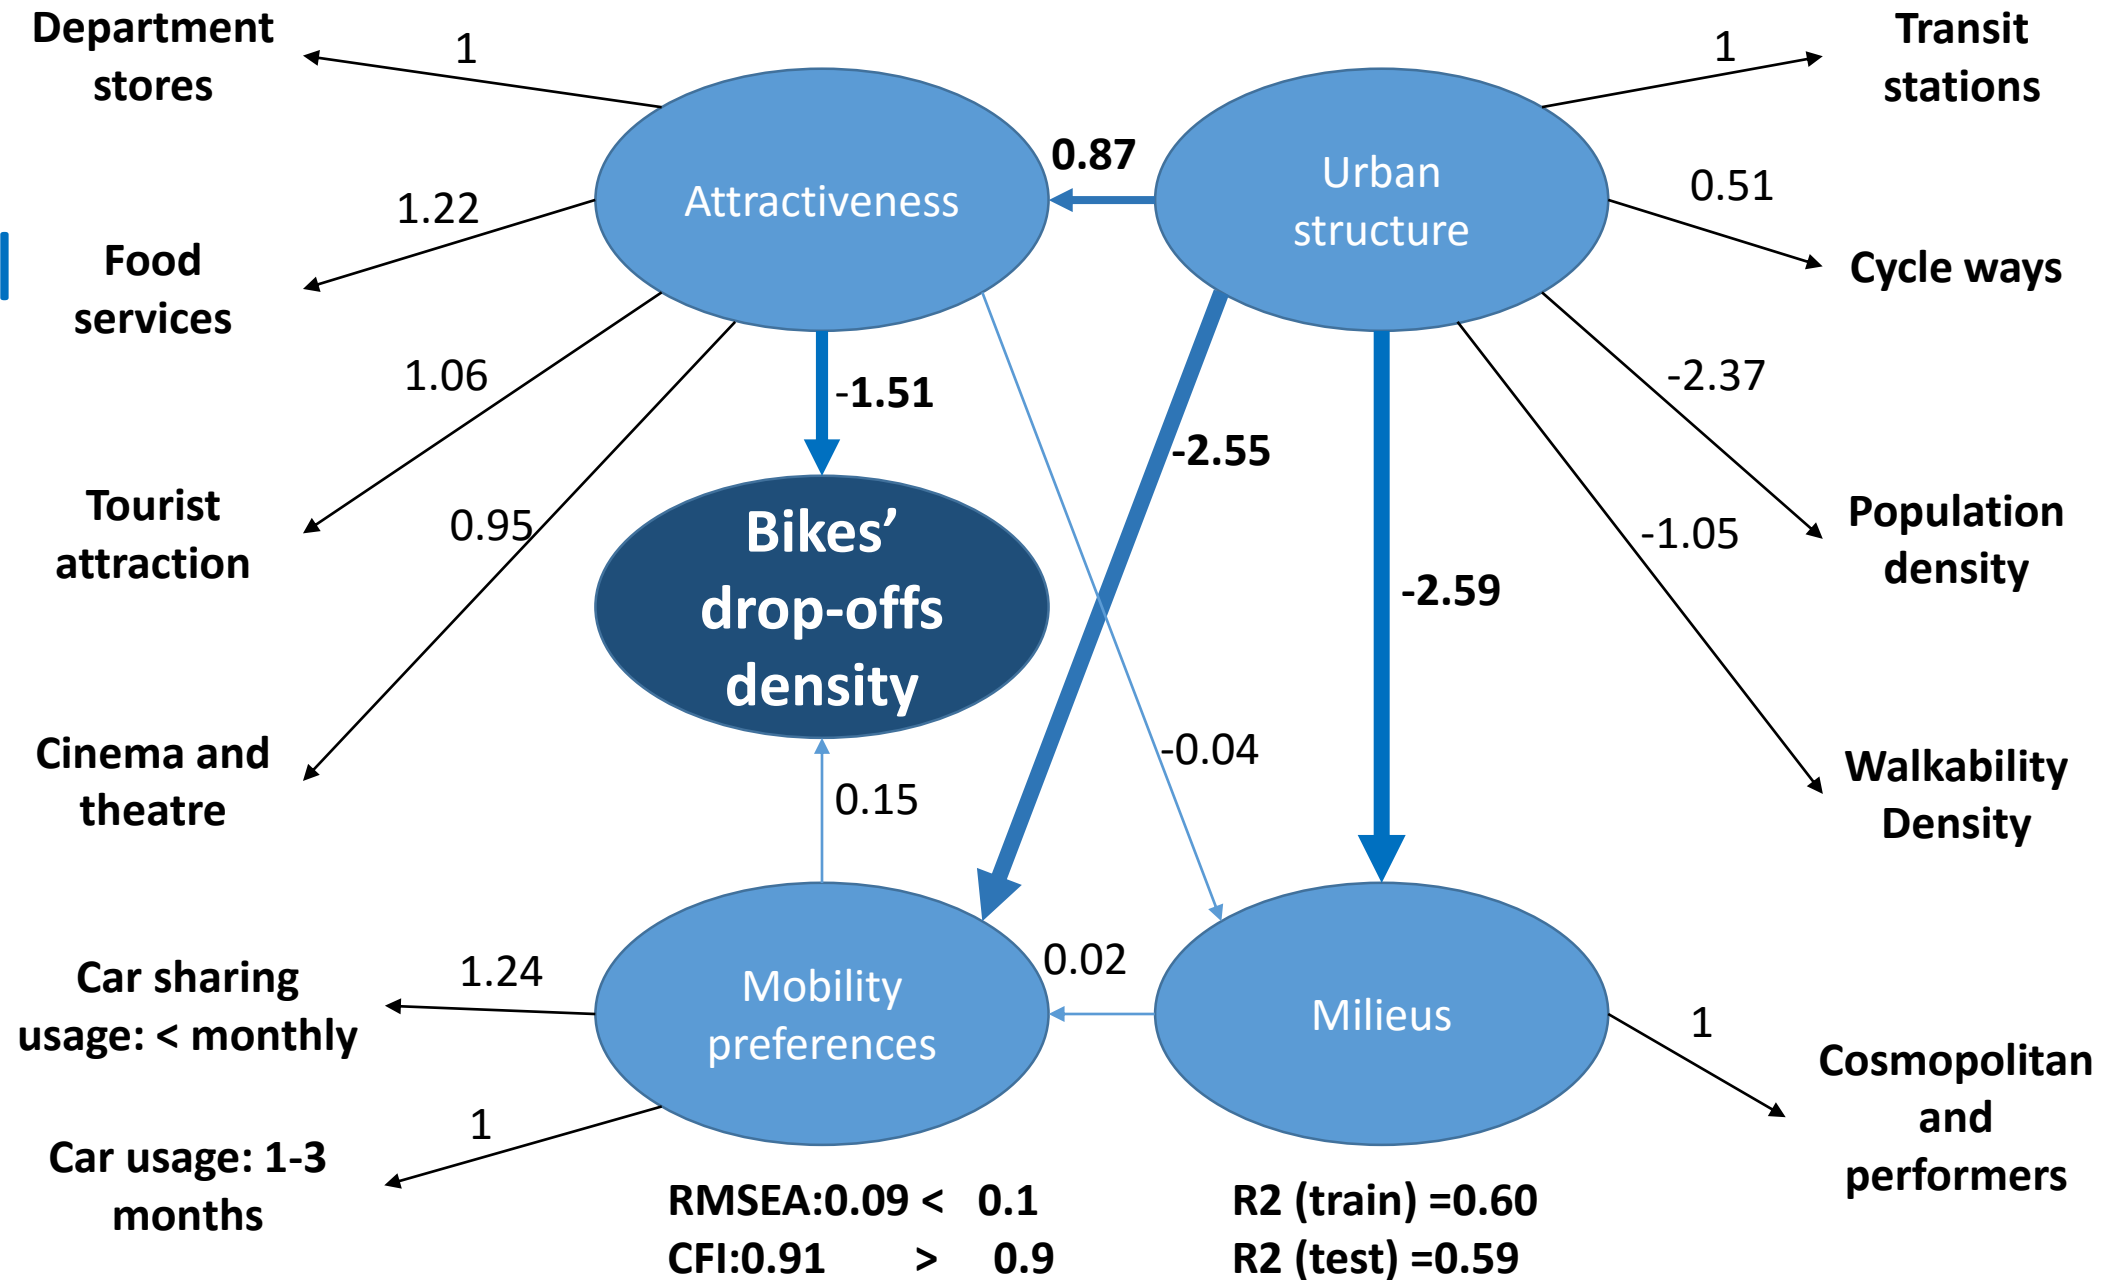 Department
stores
1
Transit
stations
1
Attractiveness
0.87
Urban
structure
1.22
0.51
Food
services
Cycle ways
1.06
-1.51
-2.55
-2.37
Tourist
attraction
0.95
Bikes’
drop-offs
density
-2.59
-1.05
Population
density
Cinema and
theatre
0.15
-0.04
Walkability
Density
Car sharing
usage: < monthly
1.24
Mobility
preferences
0.02
Milieus
1
Cosmopolitan
and
performers
Car usage: 1-3
months
1
RMSEA:0.09 < 0.1
CFI:0.91 > 0.9
R2 (train) =0.60
R2 (test) =0.59